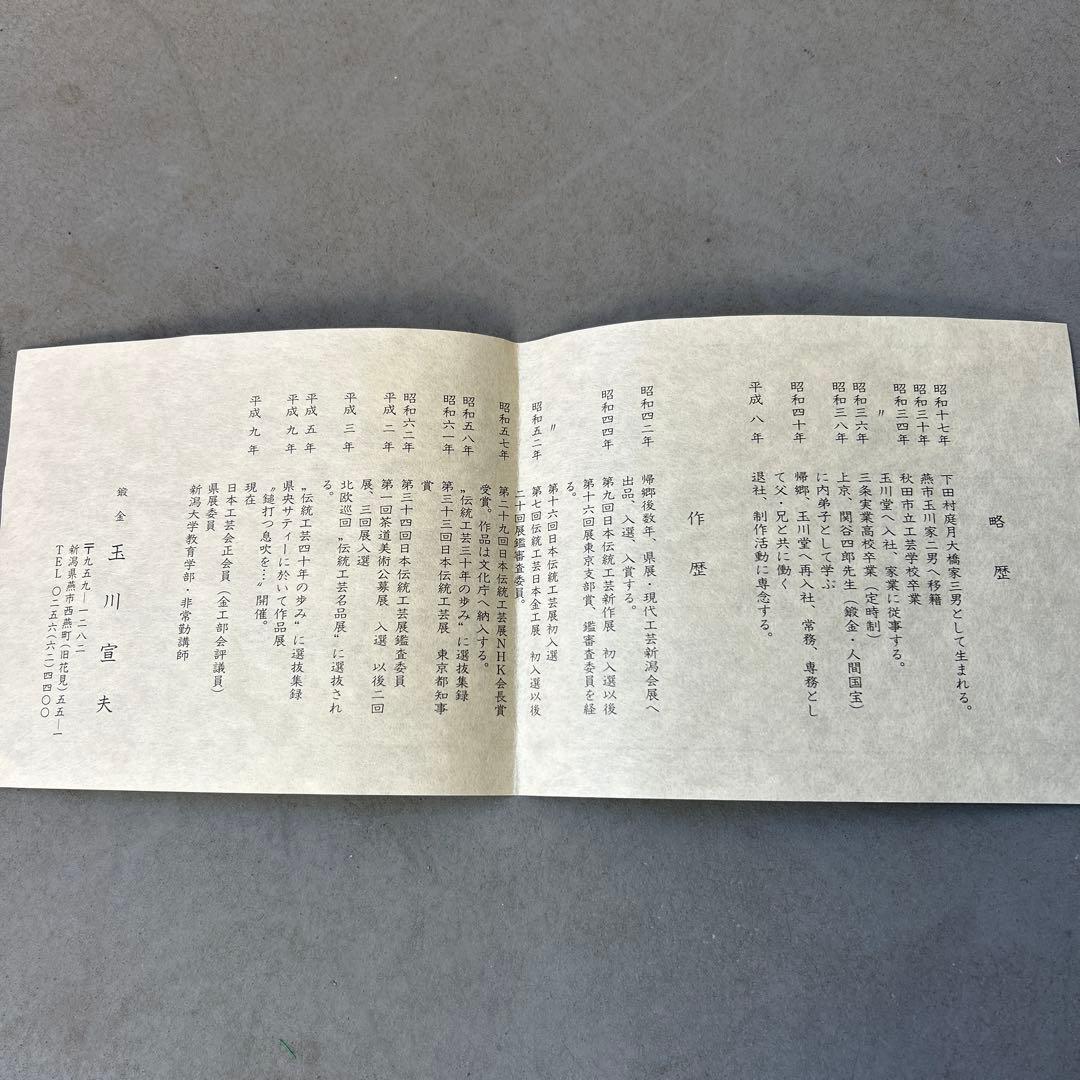 略歴
昭和十七年 下田村庭月大橋家三男として生まれる。
昭和三十年 燕市玉川家二男へ移籍
昭和三四年 秋田市立工芸学校卒業
〃 玉川堂へ入社、家業に従事する。
昭和三六年 三条実業高校卒業（定時制）
昭和三八年 上京、関谷四郎先生（鍛金・人間国宝）
に内弟子として学ぶ
昭和四十年 帰郷、玉川堂へ再入社、常務、専務とし
て父・兄と共に働く
平成八年 退社、制作活動に専念する。
作歴
昭和四二年 帰郷後数年、県展・現代工芸新潟会展へ
出品、入選、入賞する。
昭和四四年 第九回日本伝統工芸新作展 初入選以後
第十六回展東京支部賞、鑑審査委員を経
る。
〃 第十六回日本伝統工芸展初入選
昭和五二年 第七回伝統工芸日本金工展 初入選以後
二十回展鑑審査委員。
昭和五七年 第二十九回日本伝統工芸展NHK会長賞
受賞。作品は文化庁へ納入する。
昭和五八年 〝伝統工芸三十年の歩み〟に選抜集録
昭和六一年 第三十三回日本伝統工芸展 東京都知事
賞
昭和六二年 第三十四回日本伝統工芸展鑑査委員
平成二年 第一回茶道美術公募展 入選 以後二回
展、三回展入選
平成三年 北欧巡回〝伝統工芸名品展〟に選抜され
る。
平成五年 〝伝統工芸四十年の歩み〟に選抜集録
平成九年 県央サティーに於いて作品展
〝鎚打つ息吹を…〟開催。
平成九年 現在
日本工芸会正会員（金工部会評議員）
県展委員
新潟大学教育学部・非常勤講師
鍛金 玉川宣夫
〒九五九ー一二八二
新潟県燕市西燕町（旧花見）五五ー一
TEL〇二五六（六二）四四〇〇